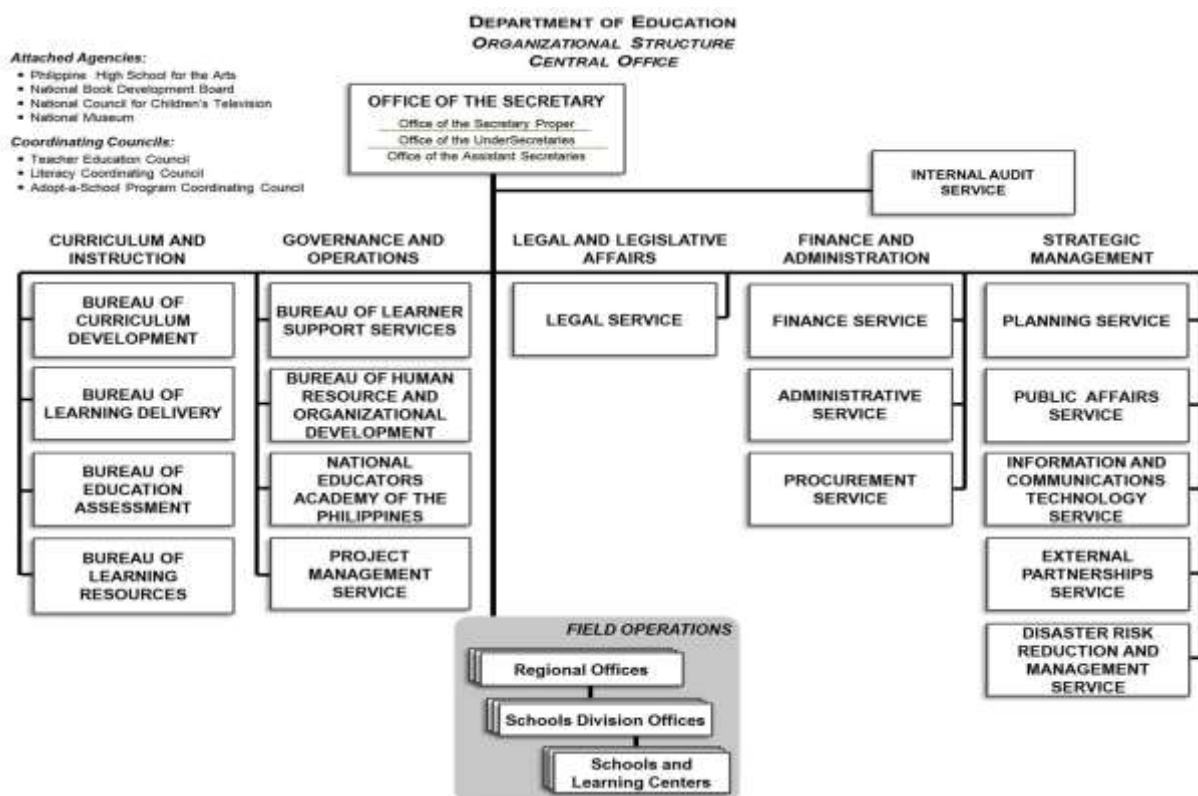 DEPARTMENT OF EDUCATION
ORGANIZATIONAL STRUCTURE
CENTRAL OFFICE
Attached Agencies:
▪ Philippine High School for the Arts
▪ National Book Development Board
▪ National Council for Children's Television
▪ National Museum
Coordinating Councils:
▪ Teacher Education Council
▪ Literacy Coordinating Council
▪ Adopt-a-School Program Coordinating Council
OFFICE OF THE SECRETARY
Office of the Secretary Proper
Office of the UnderSecretaries
Office of the Assistant Secretaries
INTERNAL AUDIT
SERVICE
CURRICULUM AND
INSTRUCTION
BUREAU OF
CURRICULUM
DEVELOPMENT
BUREAU OF
LEARNING DELIVERY
BUREAU OF
EDUCATION
ASSESSMENT
BUREAU OF
LEARNING
RESOURCES
GOVERNANCE AND
OPERATIONS
BUREAU OF LEARNER
SUPPORT SERVICES
BUREAU OF HUMAN
RESOURCE AND
ORGANIZATIONAL
DEVELOPMENT
NATIONAL
EDUCATORS
ACADEMY OF THE
PHILIPPINES
PROJECT
MANAGEMENT
SERVICE
LEGAL AND LEGISLATIVE
AFFAIRS
LEGAL SERVICE
FINANCE AND
ADMINISTRATION
FINANCE SERVICE
ADMINISTRATIVE
SERVICE
PROCUREMENT
SERVICE
STRATEGIC
MANAGEMENT
PLANNING SERVICE
PUBLIC AFFAIRS
SERVICE
INFORMATION AND
COMMUNICATIONS
TECHNOLOGY
SERVICE
EXTERNAL
PARTNERSHIPS
SERVICE
DISASTER RISK
REDUCTION AND
MANAGEMENT
SERVICE
FIELD OPERATIONS
Regional Offices
Schools Division Offices
Schools and
Learning Centers